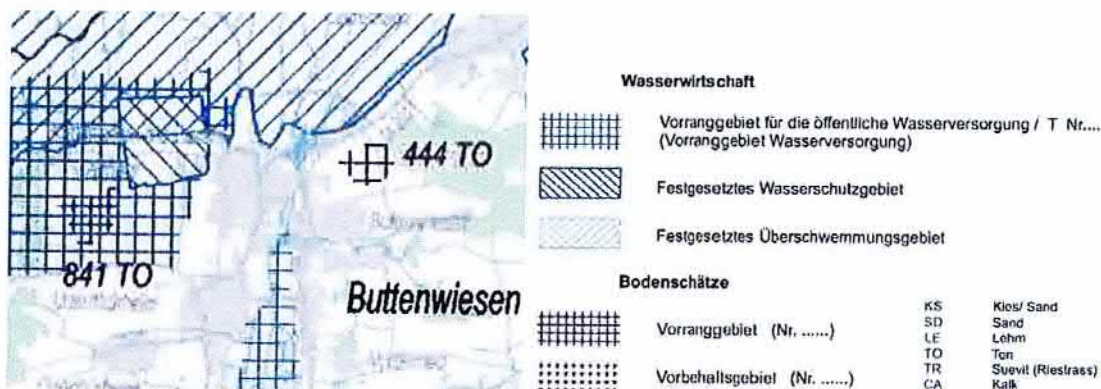 444 TO
841 TO
Buttenwiesen
Wasserwirtschaft
Vorranggebiet für die öffentliche Wasserversorgung / T Nr....
(Vorranggebiet Wasserversorgung)
Festgesetztes Wasserschutzgebiet
Festgesetztes Überschwemmungsgebiet
Bodenschätze
Vorranggebiet (Nr. ......)
Vorbehaltsgebiet (Nr. ......)
KS Kies/ Sand
SD Sand
LE Lehm
TO Ton
TR Suevit (Riestrass)
CA Kalk